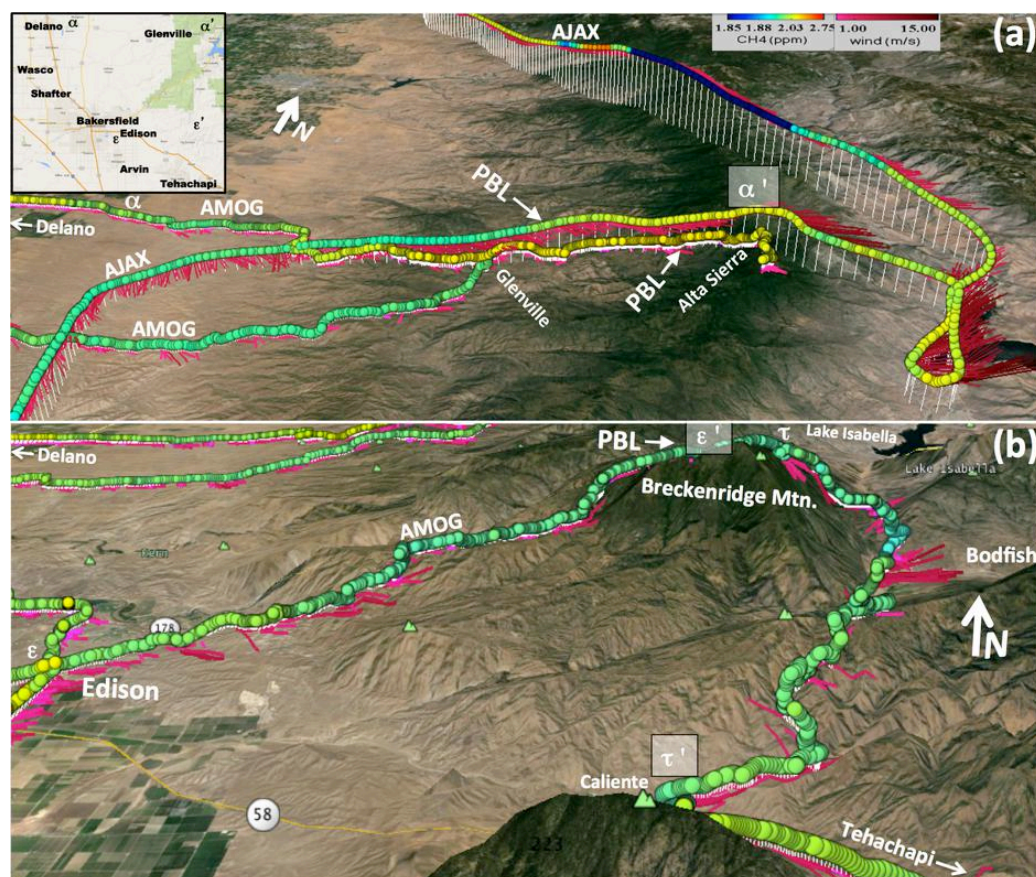 Delano α
Glenville α'
Wasco
Shafter
Bakersfield
ε Edison
ε'
Arvin
Tehachapi
AJAX
1.85 1.88 2.03 2.75
CH4 (ppm)
1.00 15.00
wind (m/s)
(a)
N
α
AMOG
← Delano
PBL
α'
AJAX
Glenville
PBL
Alta Sierra
AMOG
(b)
← Delano
PBL
ε'
τ
Lake Isabella
Lake Isabella
Breckenridge Mtn.
AMOG
Kern
Bodfish
178
N
ε
Edison
τ'
Caliente
58
223
Tehachapi